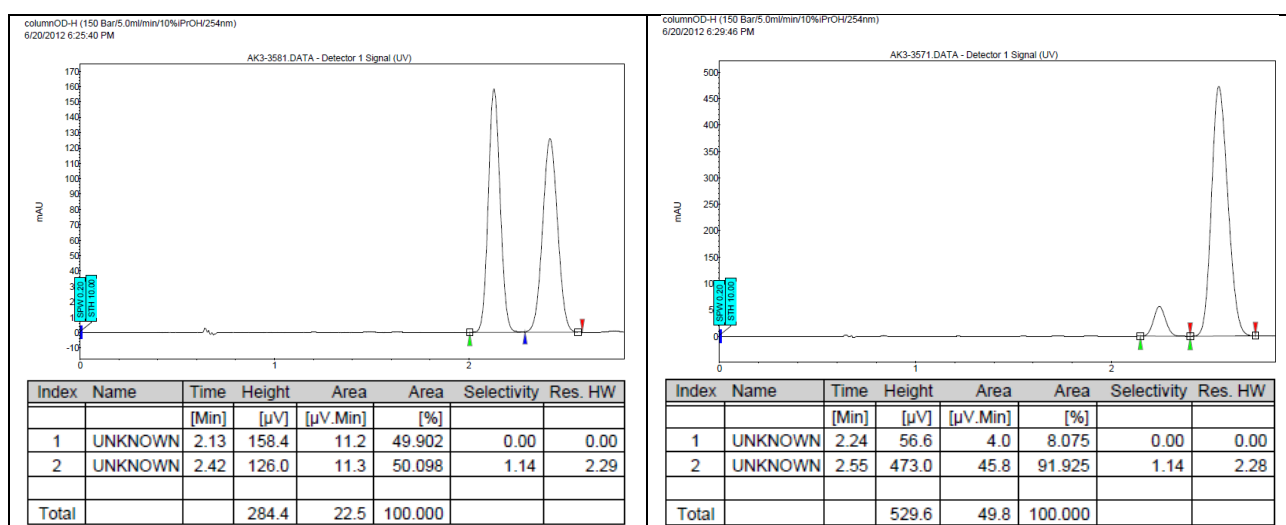 columnOD-H (150 Bar/5.0ml/min/10%iPrOH/254nm)
6/20/2012 6:25:40 PM
AK3-3581.DATA - Detector 1 Signal (UV)
170
160
150
140
130
120
110
100
90
80
70
60
50
40
0
-10
mAU
SPW 0.20
STH 10.00
0 1 2
Index Name Time Height Area Area Selectivity Res. HW
[Min] [µV] [µV.Min] [%]
1 UNKNOWN 2.13 158.4 11.2 49.902 0.00 0.00
2 UNKNOWN 2.42 126.0 11.3 50.098 1.14 2.29
Total 284.4 22.5 100.000
columnOD-H (150 Bar/5.0ml/min/10%iPrOH/254nm)
6/20/2012 6:29:46 PM
AK3-3571.DATA - Detector 1 Signal (UV)
500
450
400
350
300
250
200
150
mAU
SPW 0.20
STH 10.00
0 1 2
Index Name Time Height Area Area Selectivity Res. HW
[Min] [µV] [µV.Min] [%]
1 UNKNOWN 2.24 56.6 4.0 8.075 0.00 0.00
2 UNKNOWN 2.55 473.0 45.8 91.925 1.14 2.28
Total 529.6 49.8 100.000